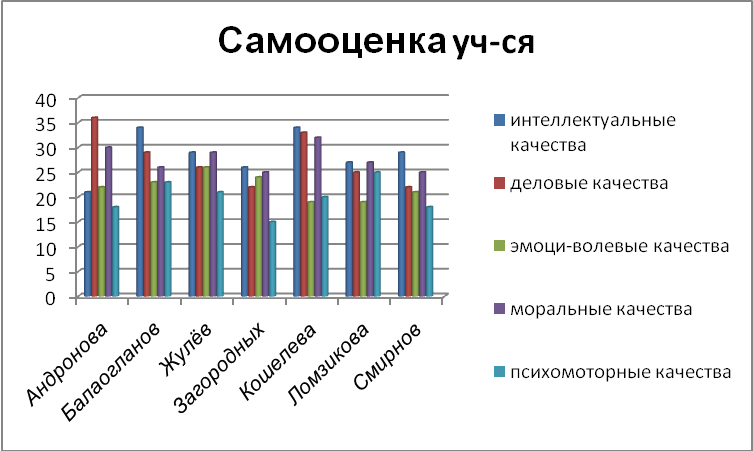 Самооценка уч-ся
40
35
30
25
20
15
10
5
0
Андронова
Балаогланов
Жулёв
Загородных
Кошелева
Ломзикова
Смирнов
интеллектуальные
качества
деловые качества
эмоци-волевые качества
моральные качества
психомоторные качества